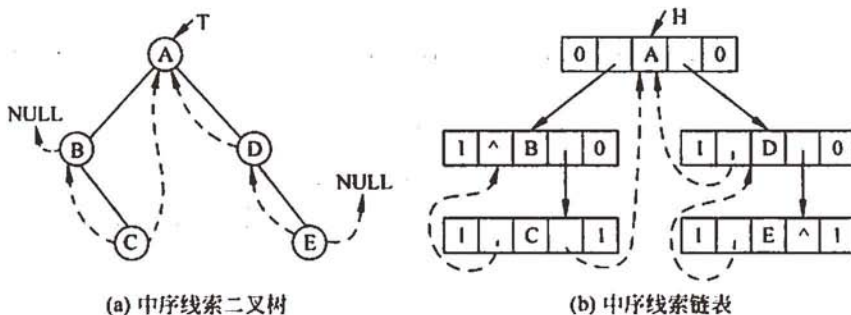 T
A
NULL
B
D
NULL
C
E
(a) 中序线索二叉树
H
0 A 0
1 ^ B 0
1 D 0
1 C 1
1 E ^ 1
(b) 中序线索链表